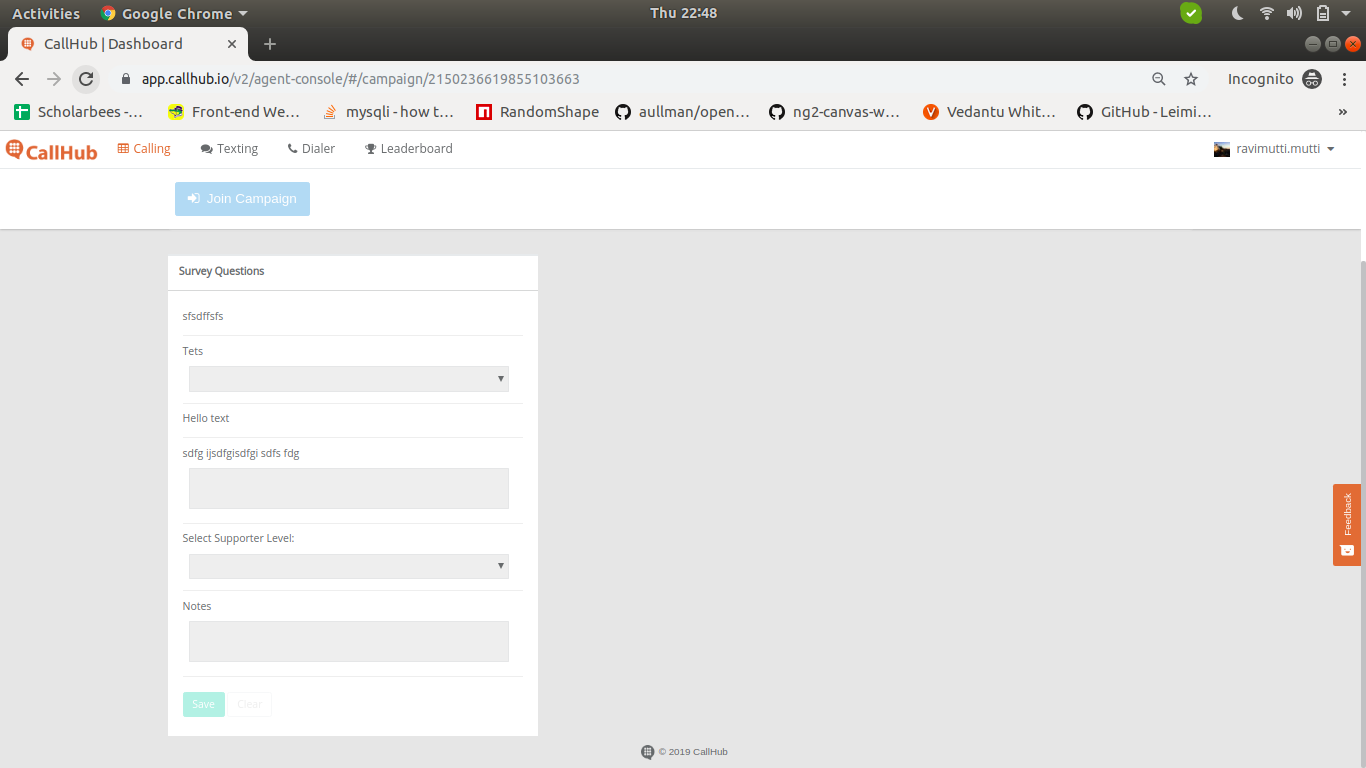 Activities Google Chrome Thu 22:48
CallHub | Dashboard
app.callhub.io/v2/agent-console/#/campaign/2150236619855103663 Incognito
Scholarbees -... Front-end We... mysqli - how t... RandomShape aullman/open... ng2-canvas-w... Vedantu Whit... GitHub - Leimi... »
CallHub Calling Texting Dialer Leaderboard ravimutti.mutti
Join Campaign
Survey Questions
sfsdffsfs
Tets
Hello text
sdfg ijsdfgisdfgi sdfs fdg
Feedback
Select Supporter Level:
Notes
Save Clear
© 2019 CallHub